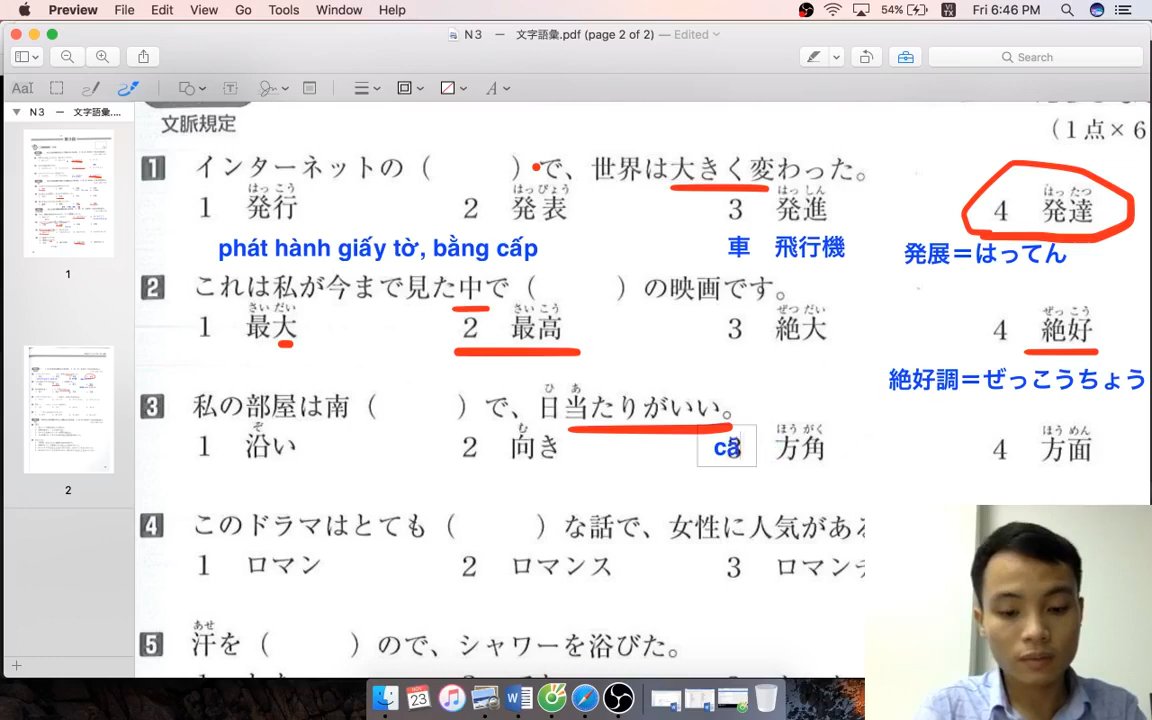 Preview File Edit View Go Tools Window Help 54% VI TX Fri 6:46 PM
N3 － 文字語彙.pdf (page 2 of 2) — Edited
Search
AaI T A
N3 － 文字語彙....
1
2
文脈規定
(1点×6
1 インターネットの( )で、世界は大きく変わった。
はっこう はっぴょう はっしん はったつ
1 発行 2 発表 3 発進 4 発達
phát hành giấy tờ, bằng cấp 車 飛行機 発展＝はってん
2 これは私が今まで見た中で( )の映画です。
さいだい さいこう ぜつだい ぜっこう
1 最大 2 最高 3 絶大 4 絶好
絶好調＝ぜっこうちょう
3 私の部屋は南( )で、日当たりがいい。
ひ あ
ぞ む ほうがく ほうめん
1 沿い 2 向き 3 方角 4 方面
4 このドラマはとても( )な話で、女性に人気がある
1 ロマン 2 ロマンス 3 ロマンチ
あせ
5 汗を( )ので、シャワーを浴びた。
NOV 23